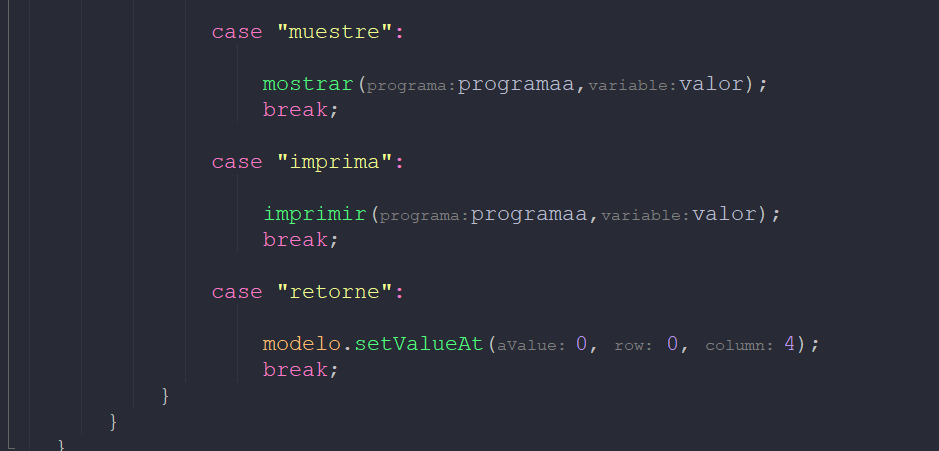 case "muestre":
mostrar(programa:programaa,variable:valor);
break;
case "imprima":
imprimir(programa:programaa,variable:valor);
break;
case "retorne":
modelo.setValueAt(aValue: 0, row: 0, column: 4);
break;
}
}
}